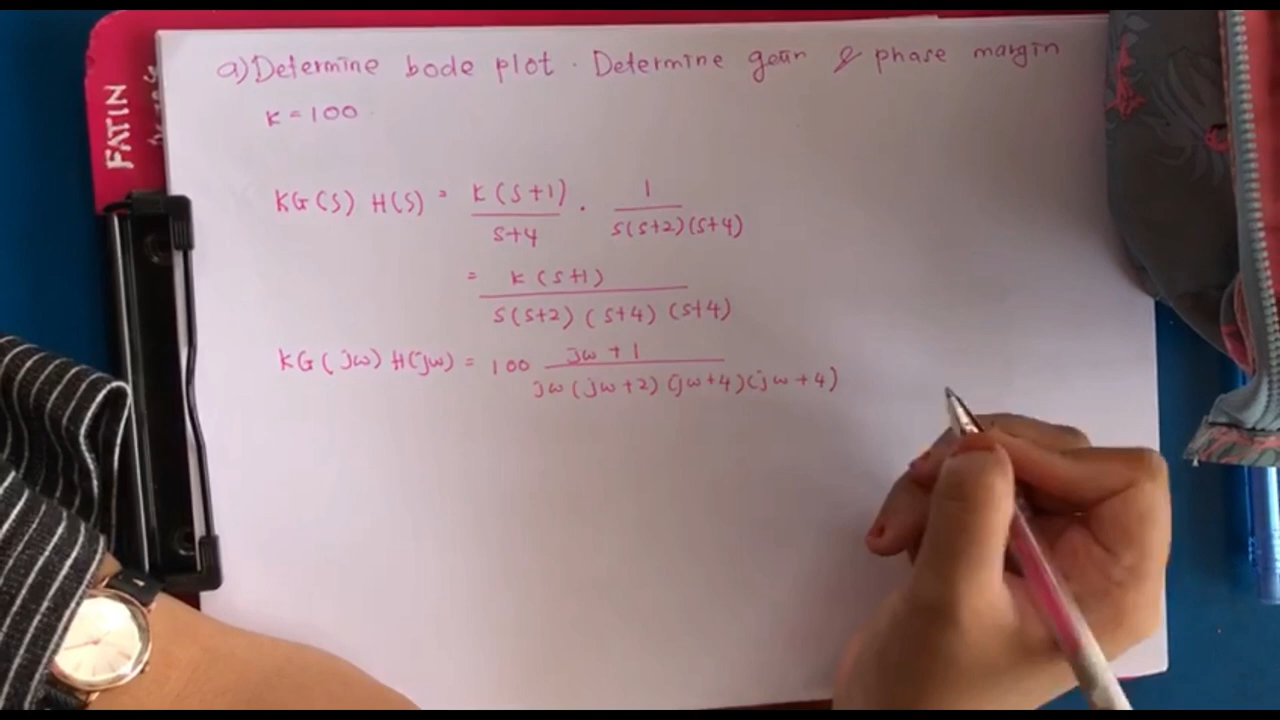 a) Determine bode plot. Determine gain & phase margin
K = 100
KG(s) H(s) = K(s+1)/s+4 . 1/s(s+2)(s+4)
= K(s+1)/s(s+2)(s+4)(s+4)
KG(jω) H(jω) = 100 jω+1/jω(jω+2)(jω+4)(jω+4)
FATIN